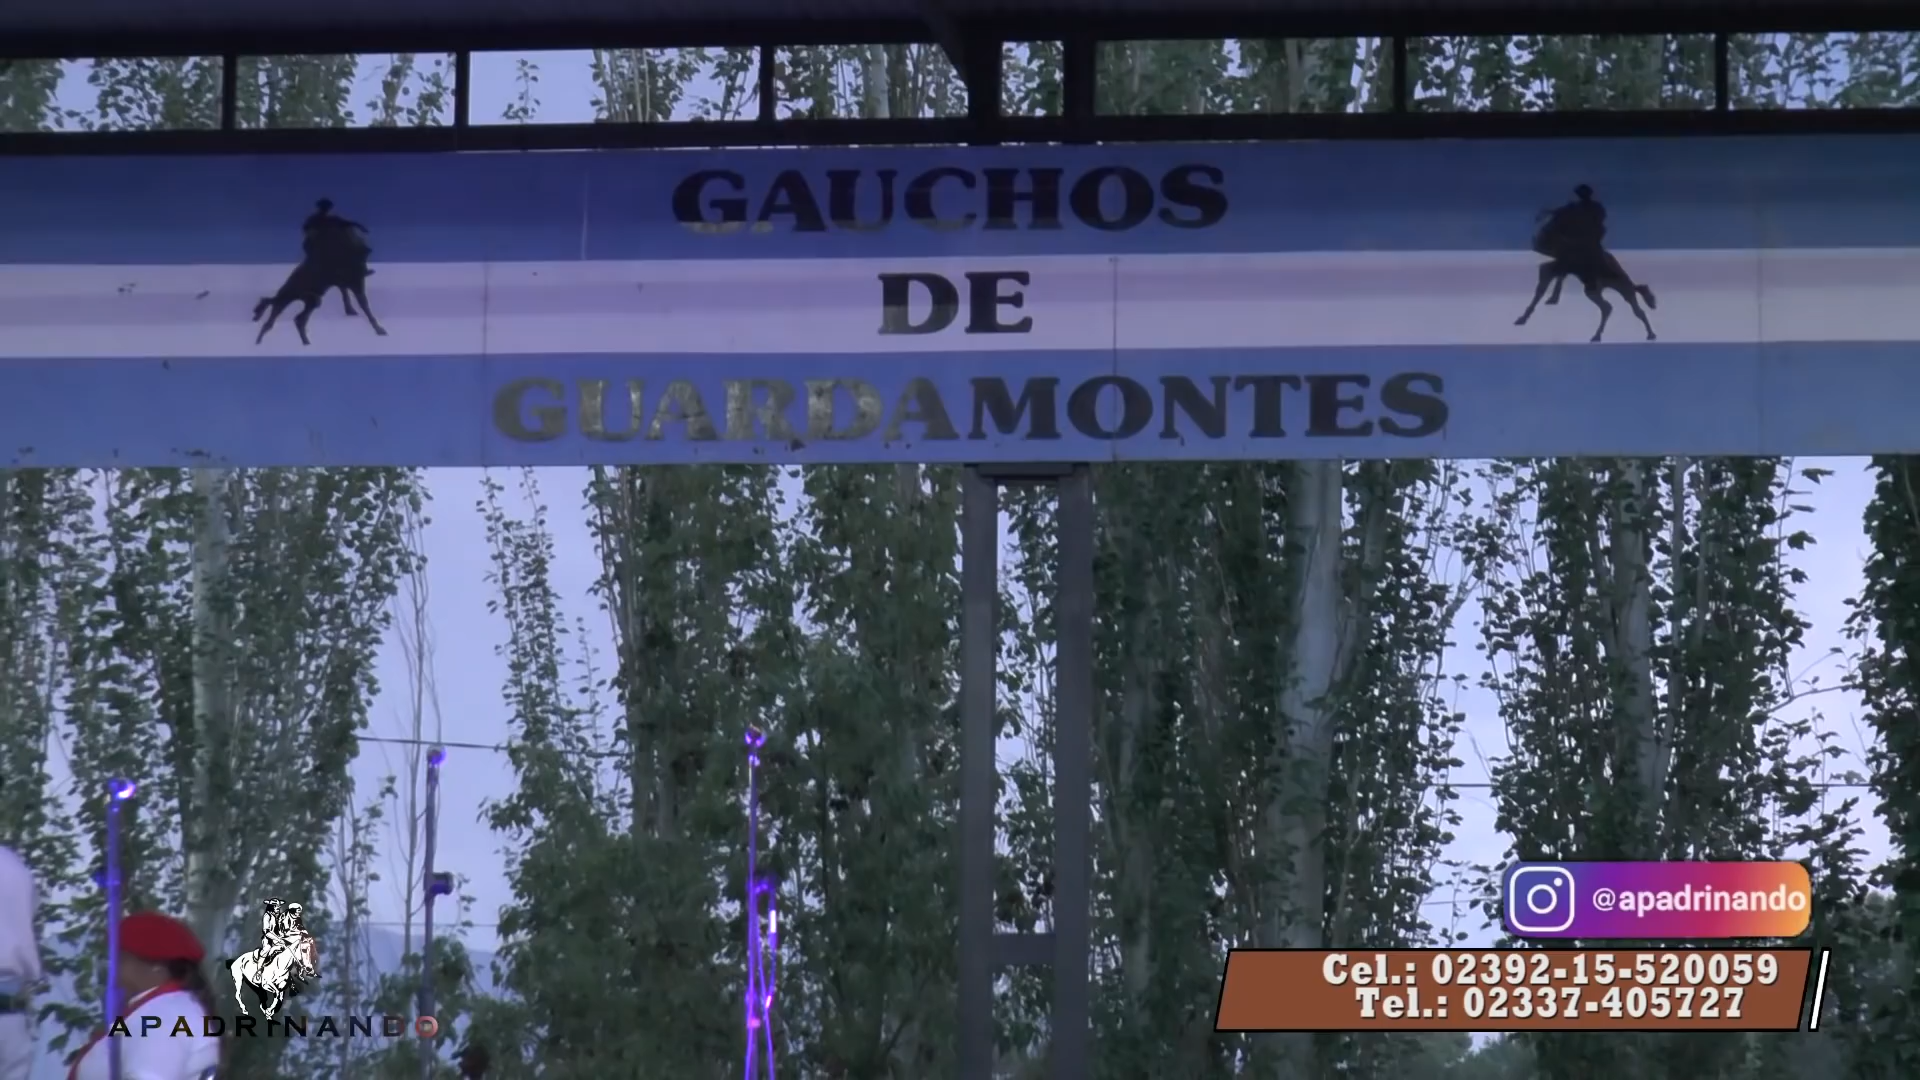 GAUCHOS
DE
GUARDAMONTES
@apadrinando
Cel.: 02392-15-520059
Tel.: 02337-405727
APADRINANDO